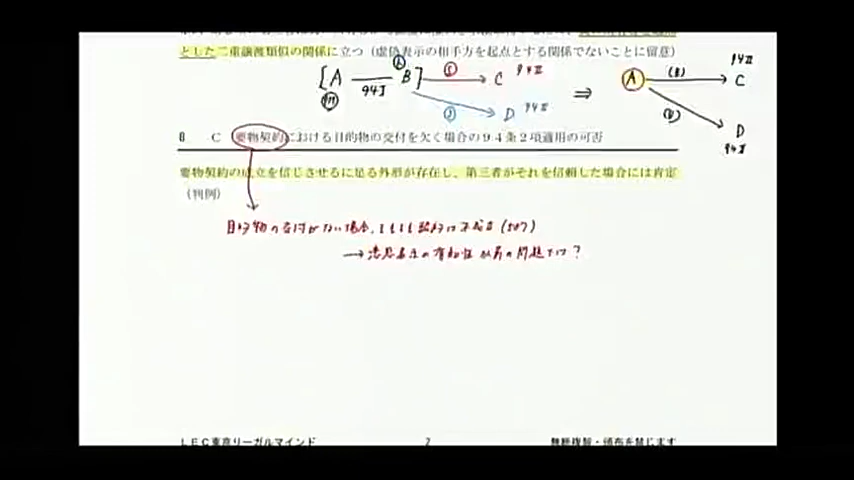 とした二重譲渡類似の関係に立つ（虚偽表示の相手方を起点とする関係でないことに留意）
[A — B] → C 94Ⅱ
94Ⅰ
→ D 94Ⅱ
⇒ A → C 94Ⅱ
→ D 94Ⅱ
8 C 要物契約における目的物の交付を欠く場合の９４条２項適用の可否
要物契約の成立を信じさせるに足る外形が存在し、第三者がそれを信頼した場合には肯定
（判例）
目的物の交付がない場合、そもそも契約は不成立（587）
→ 意思表示の有効性以前の問題では？
ＬＥＣ東京リーガルマインド 2 無断複製・頒布を禁じます